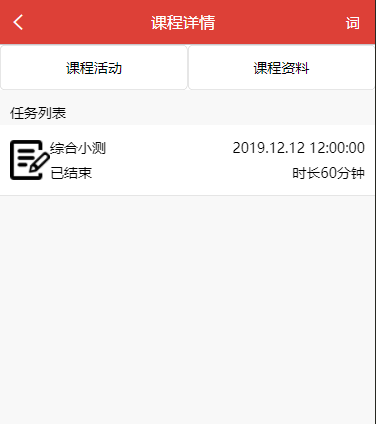 课程详情 词
课程活动 课程资料
任务列表
综合小测 2019.12.12 12:00:00
已结束 时长60分钟